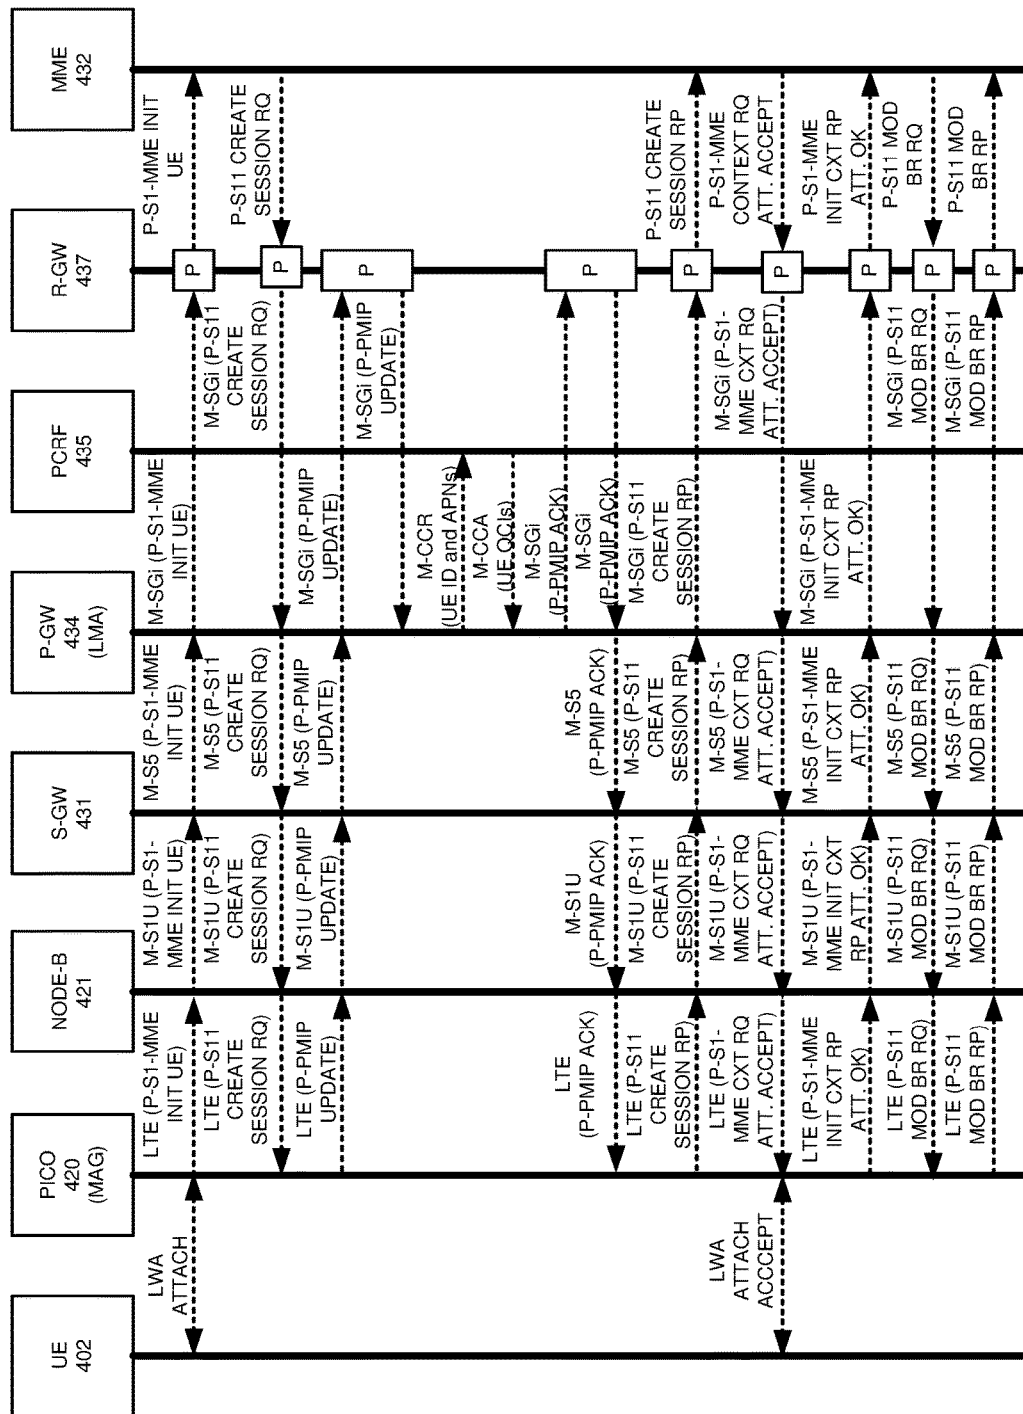 UE
402
PICO
420
(MAG)
NODE-B
421
S-GW
431
P-GW
434
(LMA)
PCRF
435
R-GW
437
MME
432
LWA
ATTACH
LTE (P-S1-MME
INIT UE)
M-S1U (P-S1-
MME INIT UE)
M-S5 (P-S1-MME
INIT UE)
M-SGi (P-S1-MME
INIT UE)
P
P-S1-MME INIT
UE
LTE (P-S11
CREATE
SESSION RQ)
M-S1U (P-S11
CREATE
SESSION RQ)
M-S5 (P-S11
CREATE
SESSION RQ)
M-SGi (P-S11
CREATE
SESSION RQ)
P
P-S11 CREATE
SESSION RQ
LTE (P-PMIP
UPDATE)
M-S1U (P-PMIP
UPDATE)
M-S5 (P-PMIP
UPDATE)
M-SGi (P-PMIP
UPDATE)
P
M-SGi (P-PMIP
UPDATE)
M-CCR
(UE ID and APNs)
M-CCA
(UE QCIs)
M-SGi
(P-PMIP ACK)
P
LTE
(P-PMIP ACK)
M-S1U
(P-PMIP ACK)
M-S5
(P-PMIP ACK)
M-SGi
(P-PMIP ACK)
LTE (P-S11
CREATE
SESSION RP)
M-S1U (P-S11
CREATE
SESSION RP)
M-S5 (P-S11
CREATE
SESSION RP)
M-SGi (P-S11
CREATE
SESSION RP)
P
P-S11 CREATE
SESSION RP
LWA
ATTACH
ACCCEPT
LTE (P-S1-
MME CXT RQ
ATT. ACCEPT)
M-S1U (P-S1-
MME CXT RQ
ATT. ACCEPT)
M-S5 (P-S1-
MME CXT RQ
ATT. ACCEPT)
M-SGi (P-S1-
MME CXT RQ
ATT. ACCEPT)
P
P-S1-MME
CONTEXT RQ
ATT. ACCEPT
LTE (P-S1-MME
INIT CXT RP
ATT. OK)
M-S1U (P-S1-
MME INIT CXT
RP ATT. OK)
M-S5 (P-S1-MME
INIT CXT RP
ATT. OK)
M-SGi (P-S1-MME
INIT CXT RP
ATT. OK)
P
P-S1-MME
INIT CXT RP
ATT. OK
LTE (P-S11
MOD BR RQ)
M-S1U (P-S11
MOD BR RQ)
M-S5 (P-S11
MOD BR RQ)
M-SGi (P-S11
MOD BR RQ
P
P-S11 MOD
BR RQ
LTE (P-S11
MOD BR RP)
M-S1U (P-S11
MOD BR RP)
M-S5 (P-S11
MOD BR RP)
M-SGi (P-S11
MOD BR RP
P
P-S11 MOD
BR RP